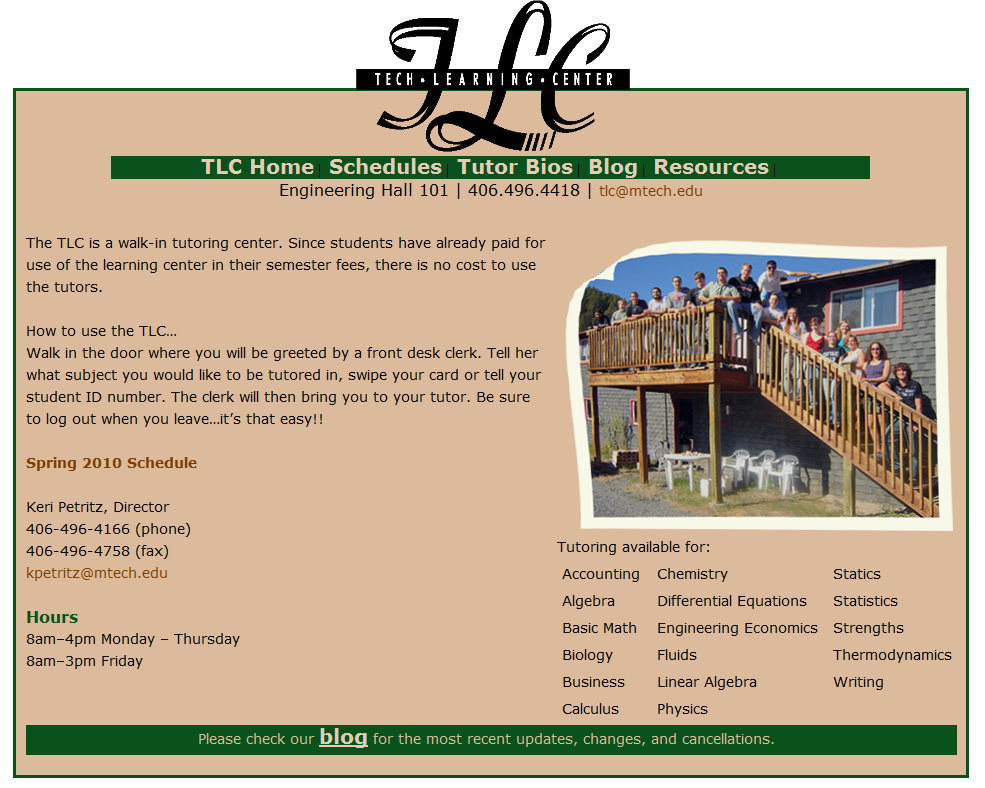 TLC
TECH • LEARNING • CENTER
TLC Home | Schedules | Tutor Bios | Blog | Resources |
Engineering Hall 101 | 406.496.4418 | tlc@mtech.edu
The TLC is a walk-in tutoring center. Since students have already paid for
use of the learning center in their semester fees, there is no cost to use
the tutors.
How to use the TLC…
Walk in the door where you will be greeted by a front desk clerk. Tell her
what subject you would like to be tutored in, swipe your card or tell your
student ID number. The clerk will then bring you to your tutor. Be sure
to log out when you leave…it’s that easy!!
Spring 2010 Schedule
Keri Petritz, Director
406-496-4166 (phone)
406-496-4758 (fax)
kpetritz@mtech.edu
Hours
8am–4pm Monday – Thursday
8am–3pm Friday
Tutoring available for:
Accounting Chemistry Statics
Algebra Differential Equations Statistics
Basic Math Engineering Economics Strengths
Biology Fluids Thermodynamics
Business Linear Algebra Writing
Calculus Physics
Please check our blog for the most recent updates, changes, and cancellations.